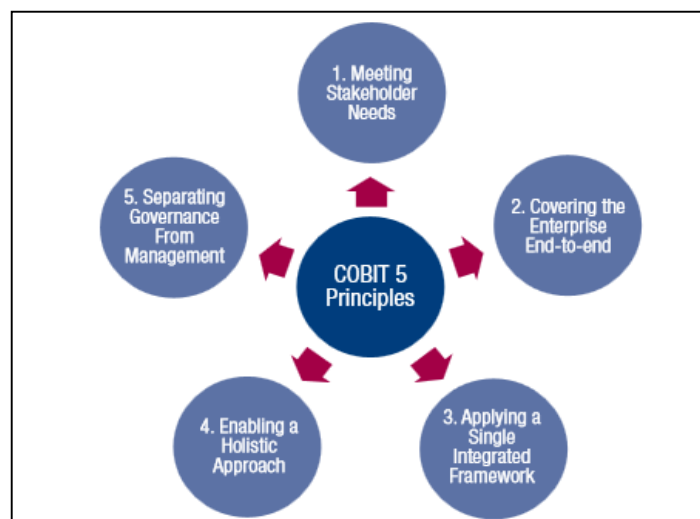 1. Meeting
Stakeholder
Needs
5. Separating
Governance
From
Management
2. Covering the
Enterprise
End-to-end
COBIT 5
Principles
4. Enabling a
Holistic
Approach
3. Applying a
Single
Integrated
Framework